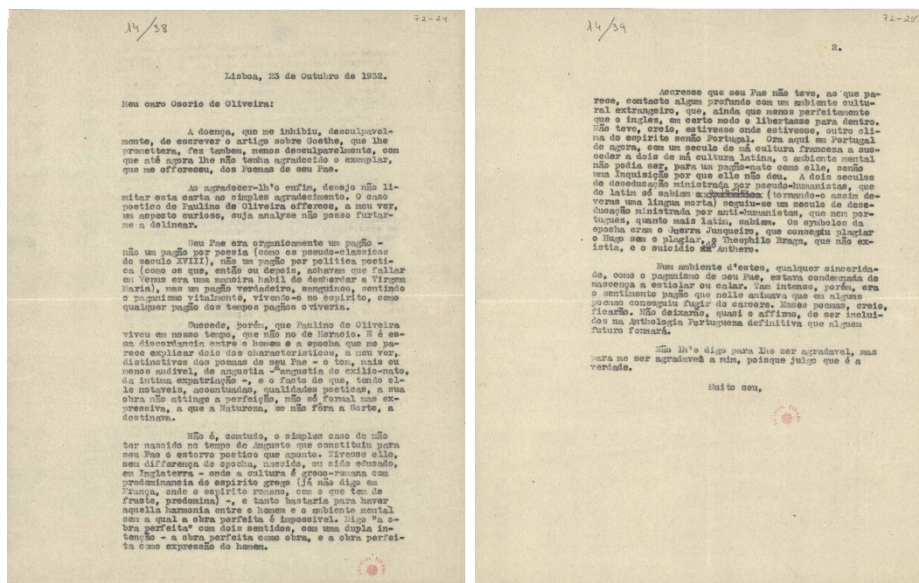 14/38
72-24
Lisboa, 23 de Outubro de 1932.
Meu caro Osorio de Oliveira:
A doença, que me inhibiu, desculpavel-
mente, de escrever o artigo sobre Goethe, que lhe
promettera, fez tambem, menos desculpavelmente, com
que até agora lhe não tenha agradecido o exemplar,
que me offereceu, dos Poemas de seu Pae.
Ao agradecer-lh'o enfim, desejo não li-
mitar esta carta ao simples agradecimento. O caso
poetico de Paulino de Oliveira offerece, a meu ver,
um aspecto curioso, cuja analyse não posso furtar-
me a delinear.
Seu Pae era organicamente um pagão -
não um pagão por poesia (como os pseudo-classicos
do seculo XVIII), não um pagão por politica poeti-
ca (como os que, então ou depois, achavam que fallar
em Venus era uma maneira habil de desherdar a Virgem
Maria), mas um pagão verdadeiro, sanguineo, sentindo
o paganismo vitalmente, vivendo-o no espirito, como
qualquer pagão dos tempos pagãos o viveria.
Succede, porém, que Paulino de Oliveira
viveu em nosso tempo, que não no de Horacio. E é es-
sa discordancia entre o homem e a epocha que me pa-
rece explicar dois dos characteristicos, a meu ver,
distinctivos dos poemas de seu Pae - o tom, mais ou
menos audivel, de angustia - angustia do exilio-nato,
da intima expatriação -, e o facto de que, tendo el-
le notaveis, accentuadas, qualidades poeticas, a sua
obra não attinge a perfeição, não só formal mas ex-
pressiva, a que a Natureza, se não fôra a Sorte, a
destinava.
Não é, comtudo, o simples caso de não
ter nascido no tempo de Augusto que constituiu para
seu Pae o estorvo poetico que aponto. Tivesse elle,
sem differença de epocha, nascido, ou sido educado,
em Inglaterra - onde a cultura é greco-romana com
predominancia do espirito grego (já não digo em
França, onde o espirito romano, com o que tem de
fruste, predomina) -, e tanto bastaria para haver
aquella harmonia entre o homem e o ambiente mental
sem a qual a obra perfeita é impossivel. Digo "a o-
bra perfeita" com dois sentidos, com uma dupla in-
tenção - a obra perfeita como obra, e a obra perfei-
ta como expressão do homem.
14/39
72-25
2.
Accresce que seu Pae não teve, ao que pa-
rece, contacto algum profundo com um ambiente cultu-
ral extrangeiro, que, ainda que menos perfeitamente
que o inglez, em certo modo o libertasse para dentro.
Não teve, creio, estivesse onde estivesse, outro cli-
ma do espirito senão Portugal. Ora aqui em Portugal
de agora, com um seculo de má cultura franceza a suc-
ceder a dois de má cultura latina, o ambiente mental
não podia ser, para um pagão-nato como elle, senão
uma Inquisição por que elle não deu. A dois seculos
de deseducação ministrada por pseudo-humanistas, que
do latim só sabiam (tornando-o assim de-
veras uma lingua morta) seguiu-se um seculo de dese-
ducação ministrada por anti-humanistas, que nem por-
tuguez, quanto mais latim, sabiam. Os symbolos da
epocha eram o Guerra Junqueiro, que conseguiu plagiar
o Hugo sem o plagiar, o Theophilo Braga, que não ex-
istia, e o suicidio de Anthero.
Num ambiente d'estes, qualquer sincerida-
de, como o paganismo de seu Pae, estava condemnada de
nascença a estiolar ou calar. Tam intenso, porém, era
o sentimento pagão que nelle animava que em alguns
poemas conseguiu fugir do carcere. Esses poemas, creio,
ficarão. Não deixarão, quasi o affirmo, de ser inclui-
dos na Anthologia Portugueza definitiva que alguem
futuro formará.
Não lh'o digo para lhe ser agradavel, mas
para me ser agradavel a mim, poisque julgo que é a
verdade.
Muito seu,